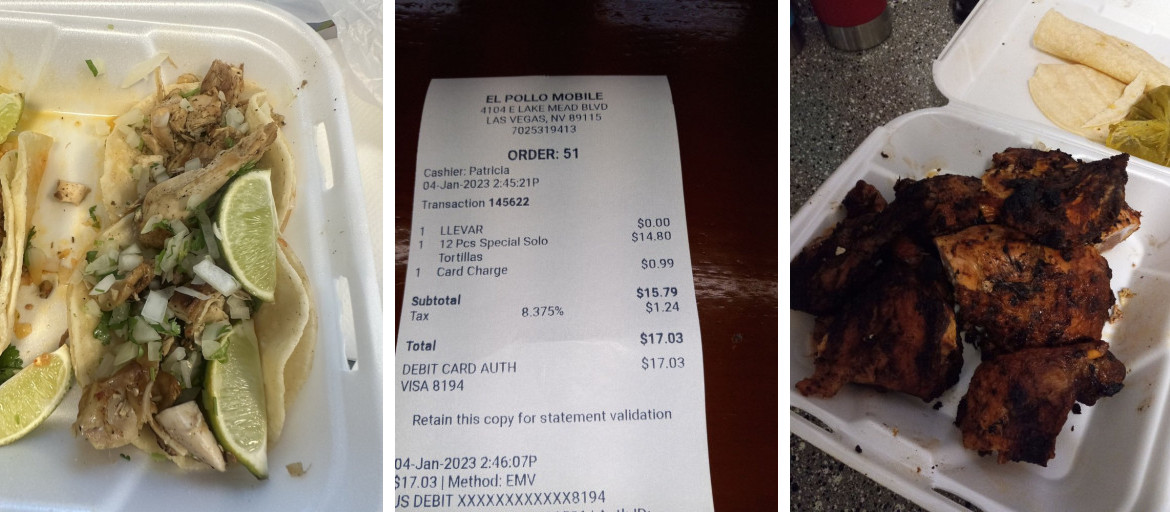 EL POLLO MOBILE
4104 E LAKE MEAD BLVD
LAS VEGAS, NV 89115
7025319413
ORDER: 51
Cashier: Patricia
04-Jan-2023 2:45:21P
Transaction 145622
1 LLEVAR $0.00
1 12 Pcs Special Solo $14.80
Tortillas
1 Card Charge $0.99
Subtotal $15.79
Tax 8.375% $1.24
Total $17.03
DEBIT CARD AUTH $17.03
VISA 8194
Retain this copy for statement validation
04-Jan-2023 2:46:07P
$17.03 | Method: EMV
US DEBIT XXXXXXXXXXXX8194